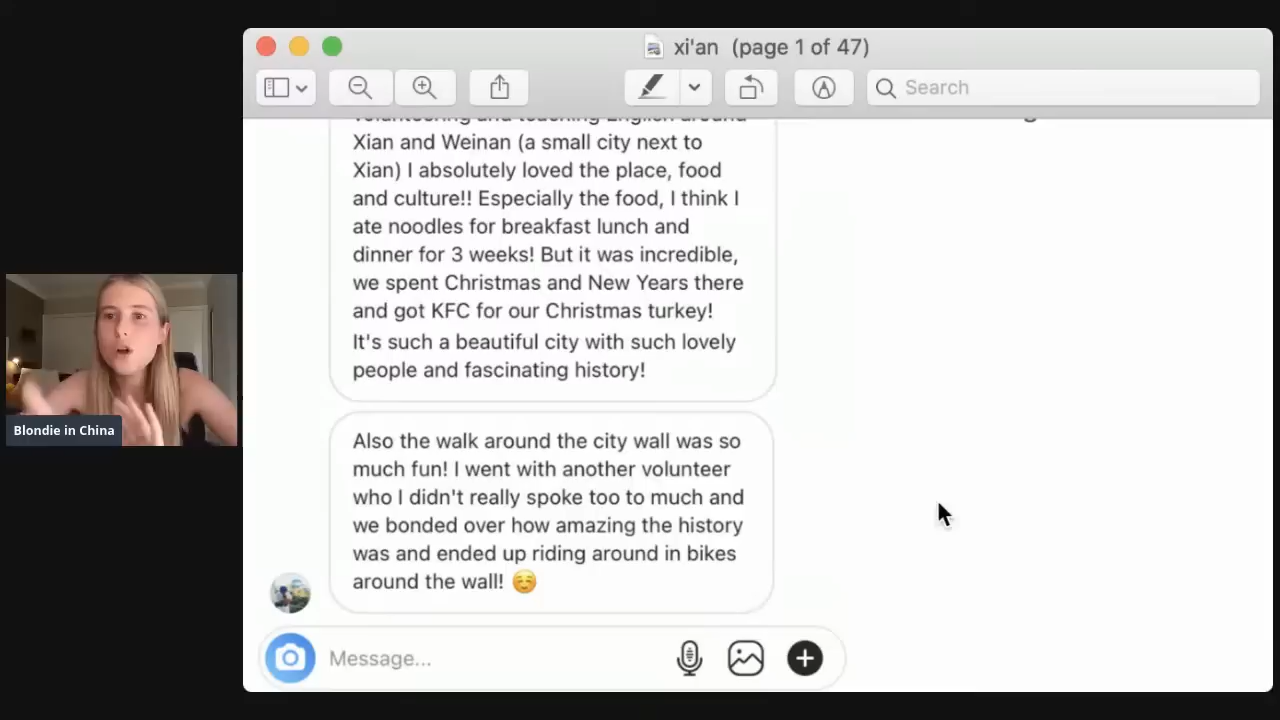 xi'an (page 1 of 47)
Search
volunteering and teaching English around
Xian and Weinan (a small city next to
Xian) I absolutely loved the place, food
and culture!! Especially the food, I think I
ate noodles for breakfast lunch and
dinner for 3 weeks! But it was incredible,
we spent Christmas and New Years there
and got KFC for our Christmas turkey!
It's such a beautiful city with such lovely
people and fascinating history!
Also the walk around the city wall was so
much fun! I went with another volunteer
who I didn't really spoke too to much and
we bonded over how amazing the history
was and ended up riding around in bikes
around the wall! ☺️
Message...
Blondie in China